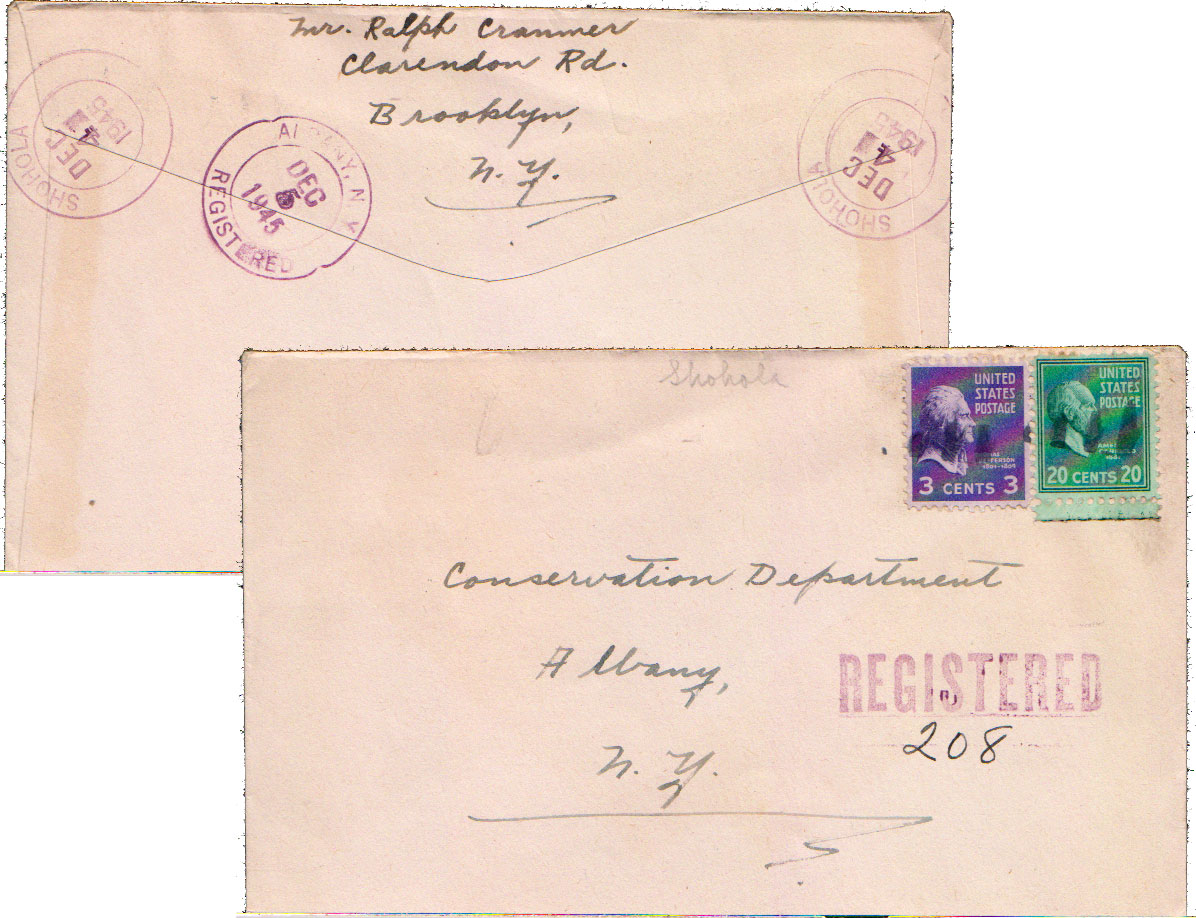 Mr. Ralph Cranmer
Clarendon Rd.
Brooklyn,
N. Y.
SHOHOLA
DEC
4
1945
ALBANY, N. Y.
DEC
5
1945
REGISTERED
SHOHOLA
DEC
4
1945
Shohola
UNITED
STATES
POSTAGE
3 CENTS 3
UNITED
STATES
POSTAGE
20 CENTS 20
Conservation Department
Albany,
N. Y.
REGISTERED
208